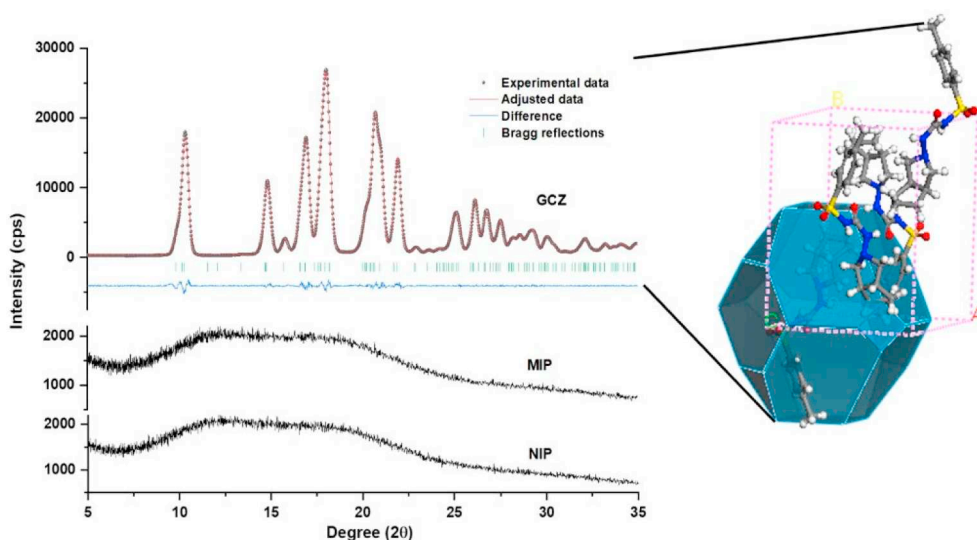 30000
20000
10000
0
Intensity (cps)
Experimental data
Adjusted data
Difference
Bragg reflections
GCZ
2000
1000
MIP
2000
1000
NIP
5
10
15
20
25
30
35
Degree (2θ)
B
A